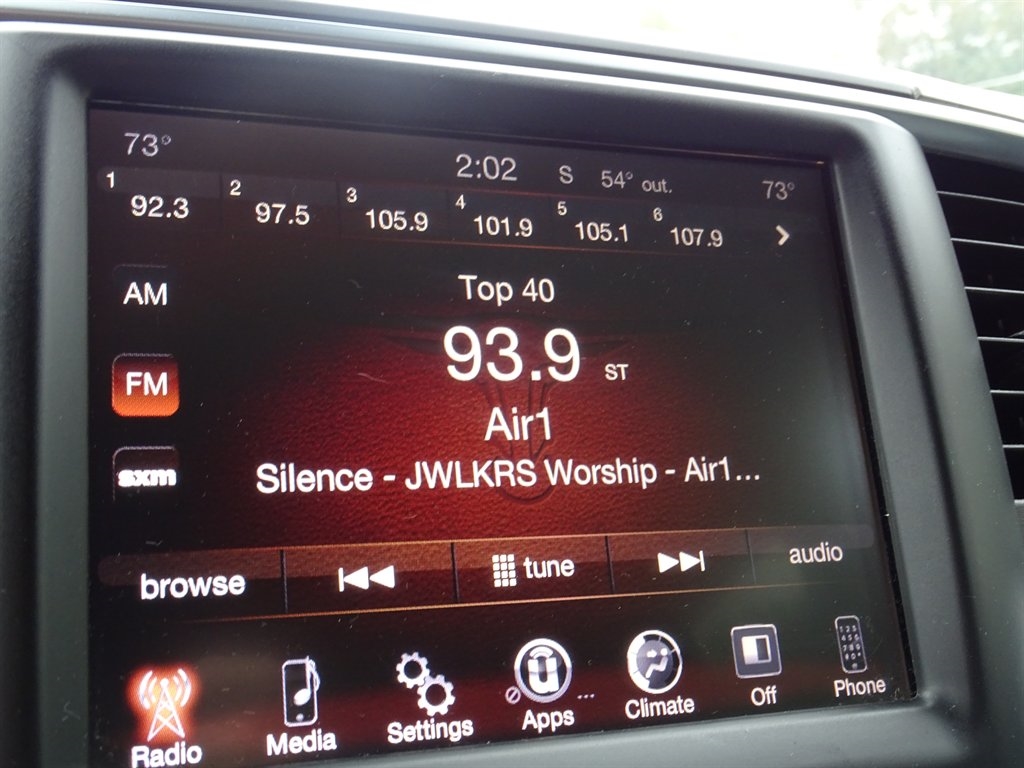 73° 2:02 S 54° out. 73°
1 92.3 2 97.5 3 105.9 4 101.9 5 105.1 6 107.9
AM
Top 40
93.9 ST
FM
Air1
sxm
Silence - JWLKRS Worship - Air1...
browse tune audio
Radio Media Settings Apps ... Climate Off Phone